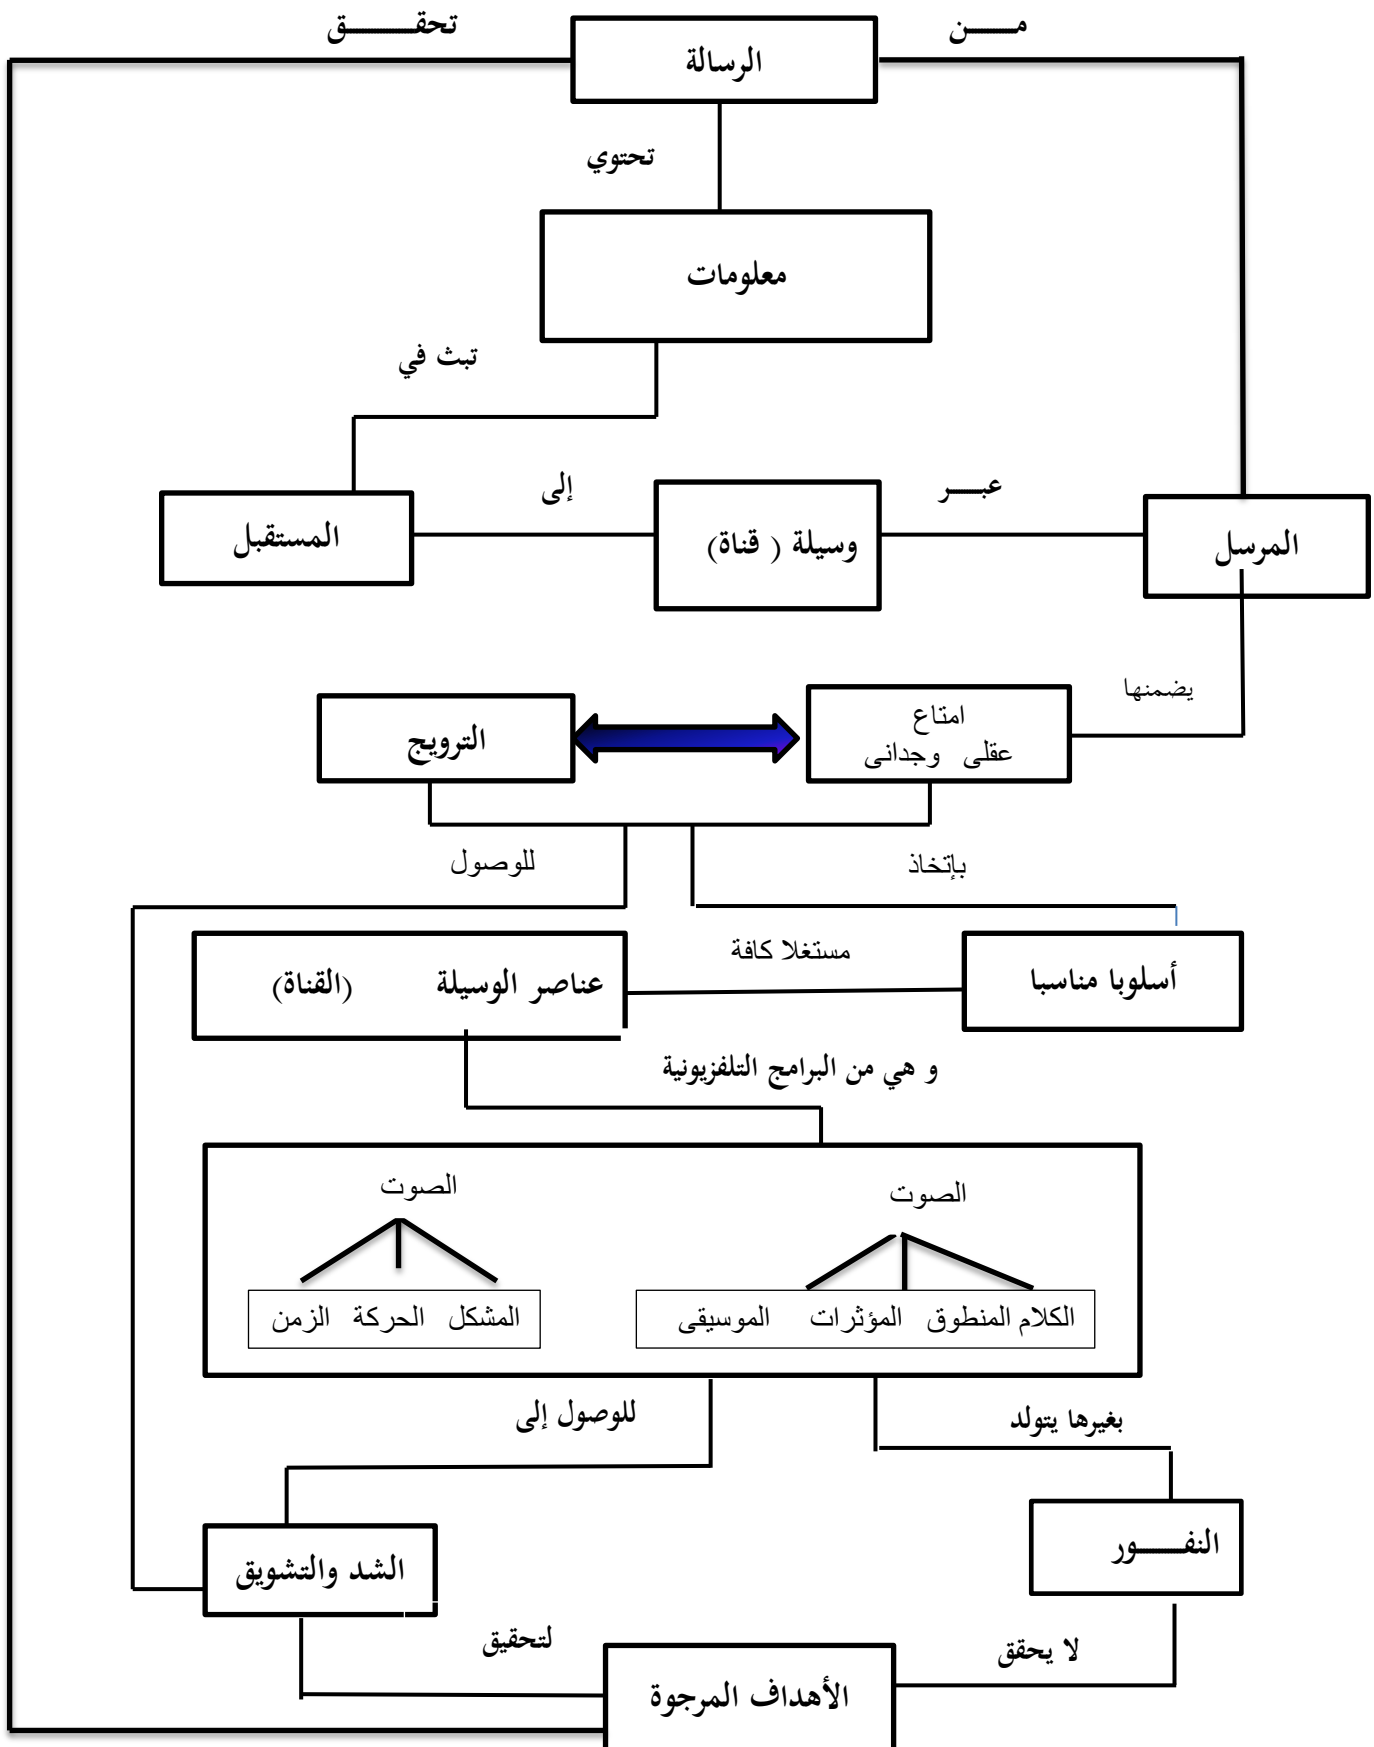 مـــــن
تحقـــــــق
الرسالة
تحتوي
معلومات
تبث في
عبـــر
إلى
المرسل
وسيلة ( قناة)
المستقبل
يضمنها
امتاع
عقلى وجدانى
الترويج
بإتخاذ
للوصول
أسلوبا مناسبا
مستغلا كافة
عناصر الوسيلة (القناة)
و هي من البرامج التلفزيونية
الصوت
الصوت
الكلام المنطوق المؤثرات الموسيقى
المشكل الحركة الزمن
بغيرها يتولد
للوصول إلى
النفـــــور
الشد والتشويق
لا يحقق
لتحقيق
الأهداف المرجوة